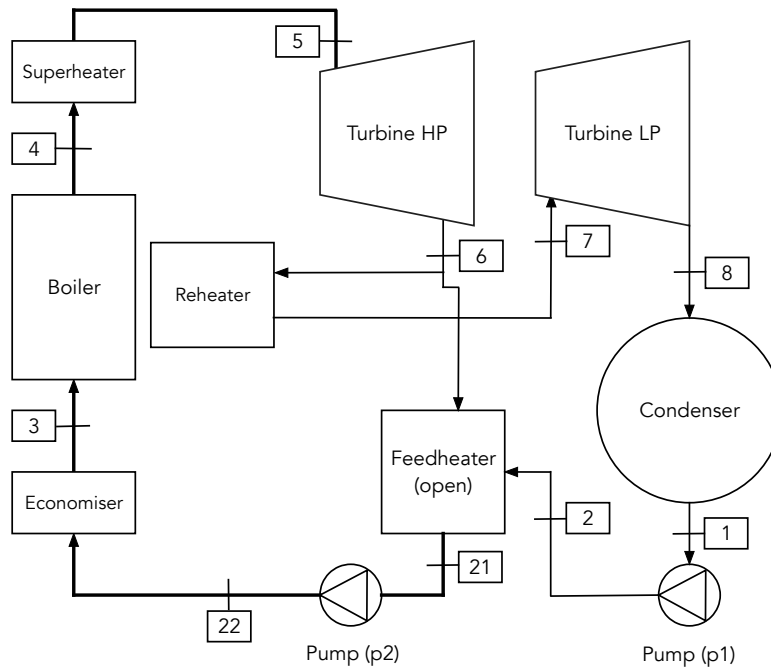 5
Superheater
Turbine HP
Turbine LP
4
6
7
8
Boiler
Reheater
Condenser
3
Feedheater
(open)
Economiser
2
1
21
22
Pump (p2)
Pump (p1)